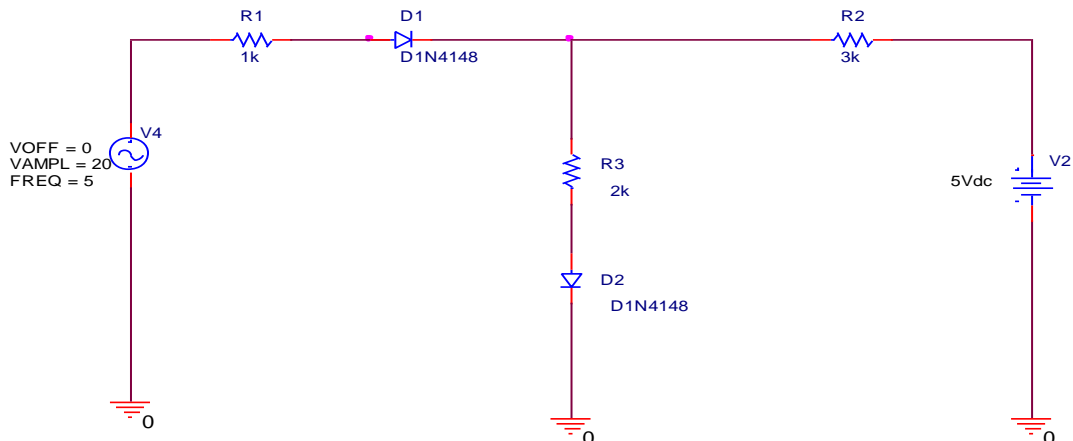 R1
1k
D1
D1N4148
R2
3k
V4
VOFF = 0
VAMPL = 20
FREQ = 5
R3
2k
5Vdc
V2
D2
D1N4148
0
0
0